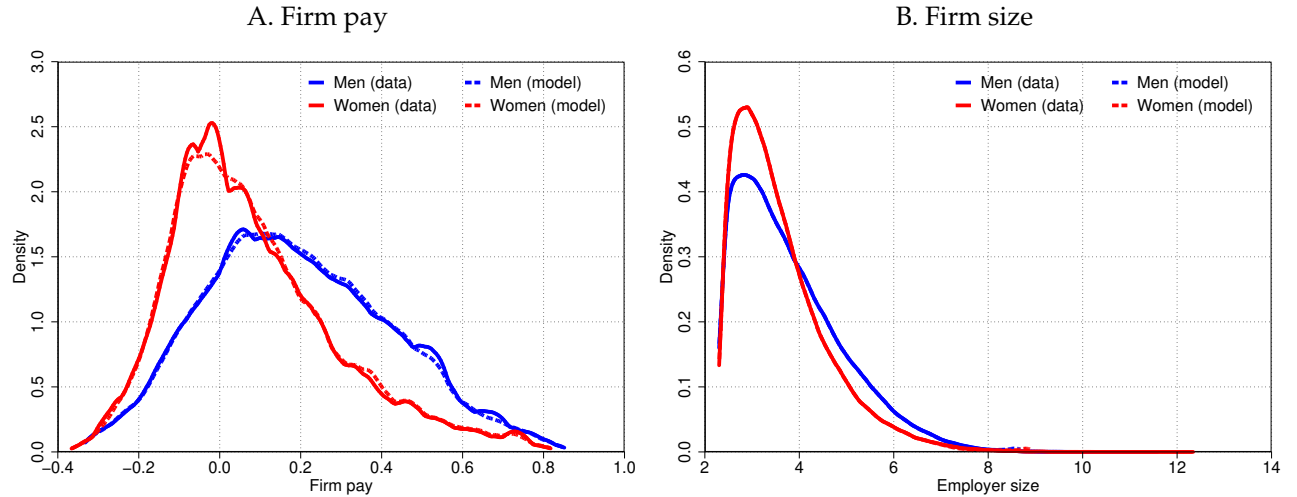 A. Firm pay
3.0
2.5
2.0
1.5
1.0
0.5
0.0
Density
Men (data)
Women (data)
Men (model)
Women (model)
−0.4
−0.2
0.0
0.2
0.4
0.6
0.8
1.0
Firm pay
B. Firm size
0.6
0.5
0.4
0.3
0.2
0.1
0.0
Density
Men (data)
Women (data)
Men (model)
Women (model)
2
4
6
8
10
12
14
Employer size